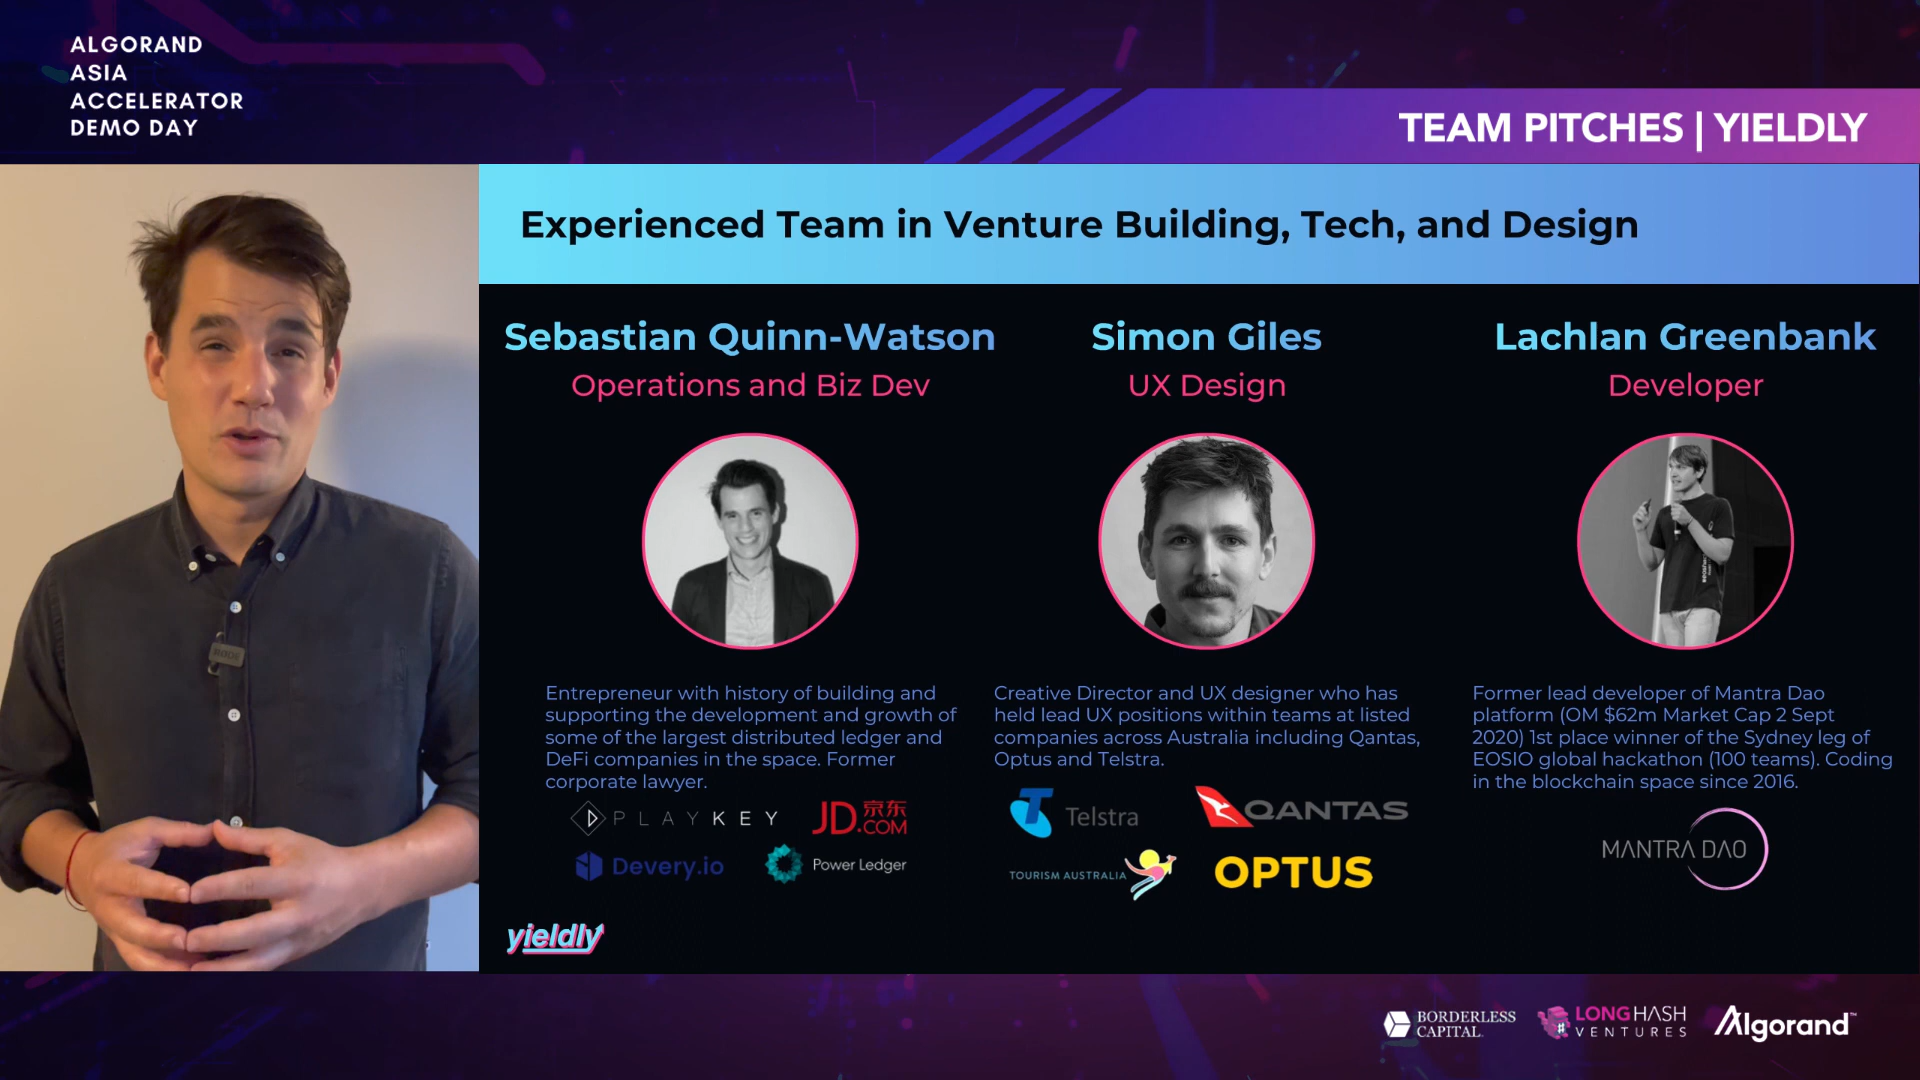 ALGORAND
ASIA
ACCELERATOR
DEMO DAY
TEAM PITCHES | YIELDLY
Experienced Team in Venture Building, Tech, and Design
Sebastian Quinn-Watson
Operations and Biz Dev
Entrepreneur with history of building and
supporting the development and growth of
some of the largest distributed ledger and
DeFi companies in the space. Former
corporate lawyer.
PLAYKEY
JD.京东
.COM
Devery.io
Power Ledger
Simon Giles
UX Design
Creative Director and UX designer who has
held lead UX positions within teams at listed
companies across Australia including Qantas,
Optus and Telstra.
Telstra
QANTAS
TOURISM AUSTRALIA
OPTUS
Lachlan Greenbank
Developer
Former lead developer of Mantra Dao
platform (OM $62m Market Cap 2 Sept
2020) 1st place winner of the Sydney leg of
EOSIO global hackathon (100 teams). Coding
in the blockchain space since 2016.
MANTRA DAO
RODE
yieldly
BORDERLESS
CAPITAL
LONGHASH
VENTURES
Algorand™